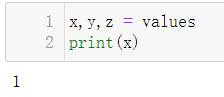 1 x,y,z = values
2 print(x)
1